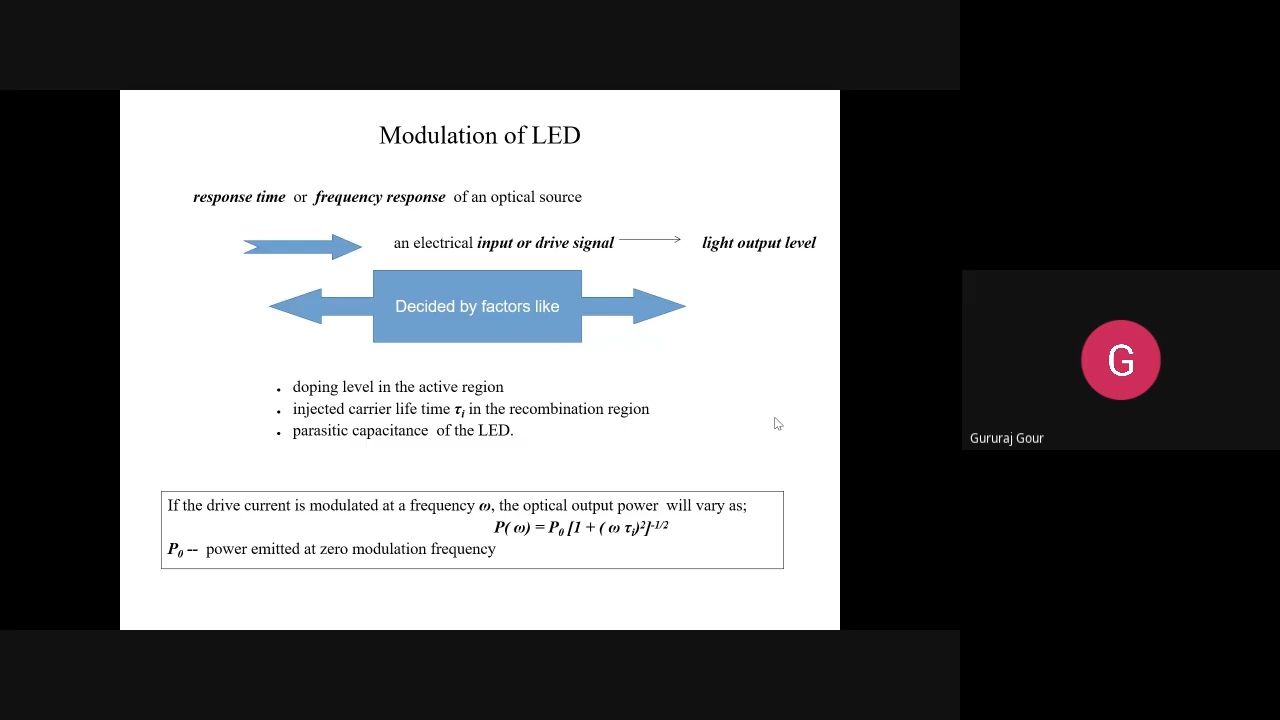 Modulation of LED
response time or frequency response of an optical source
an electrical input or drive signal → light output level
Decided by factors like
• doping level in the active region
• injected carrier life time τi in the recombination region
• parasitic capacitance of the LED.
If the drive current is modulated at a frequency ω, the optical output power will vary as;
P( ω) = P0 [1 + ( ω τi)2]-1/2
P0 -- power emitted at zero modulation frequency
G
Gururaj Gour